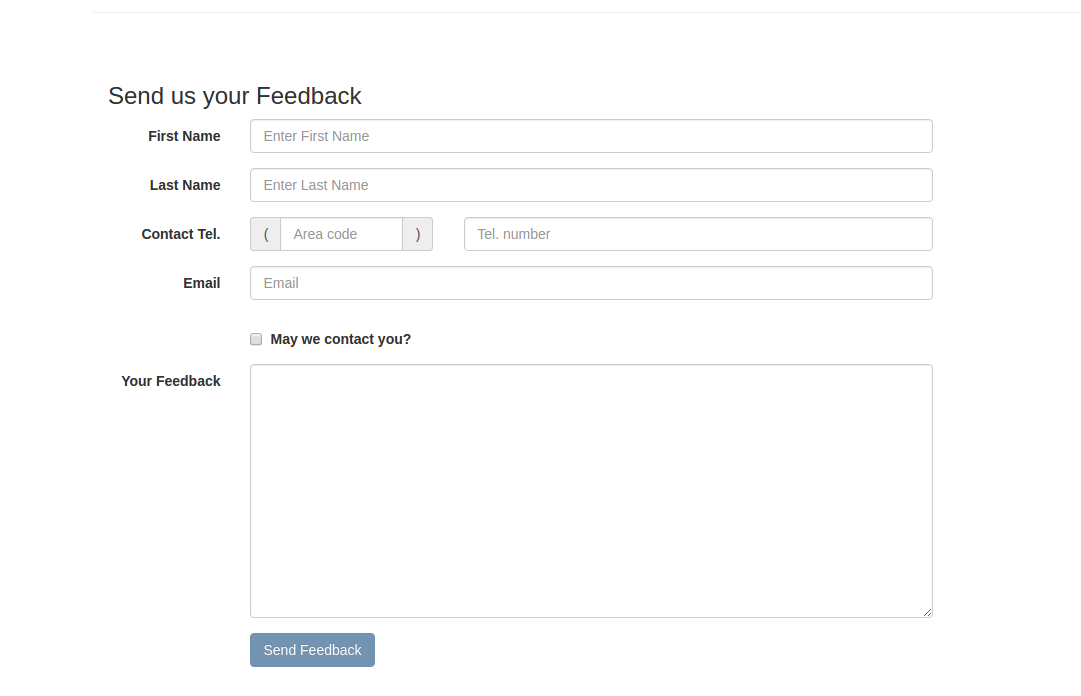 Send us your Feedback
First Name Enter First Name
Last Name Enter Last Name
Contact Tel. ( Area code ) Tel. number
Email Email
May we contact you?
Your Feedback
Send Feedback